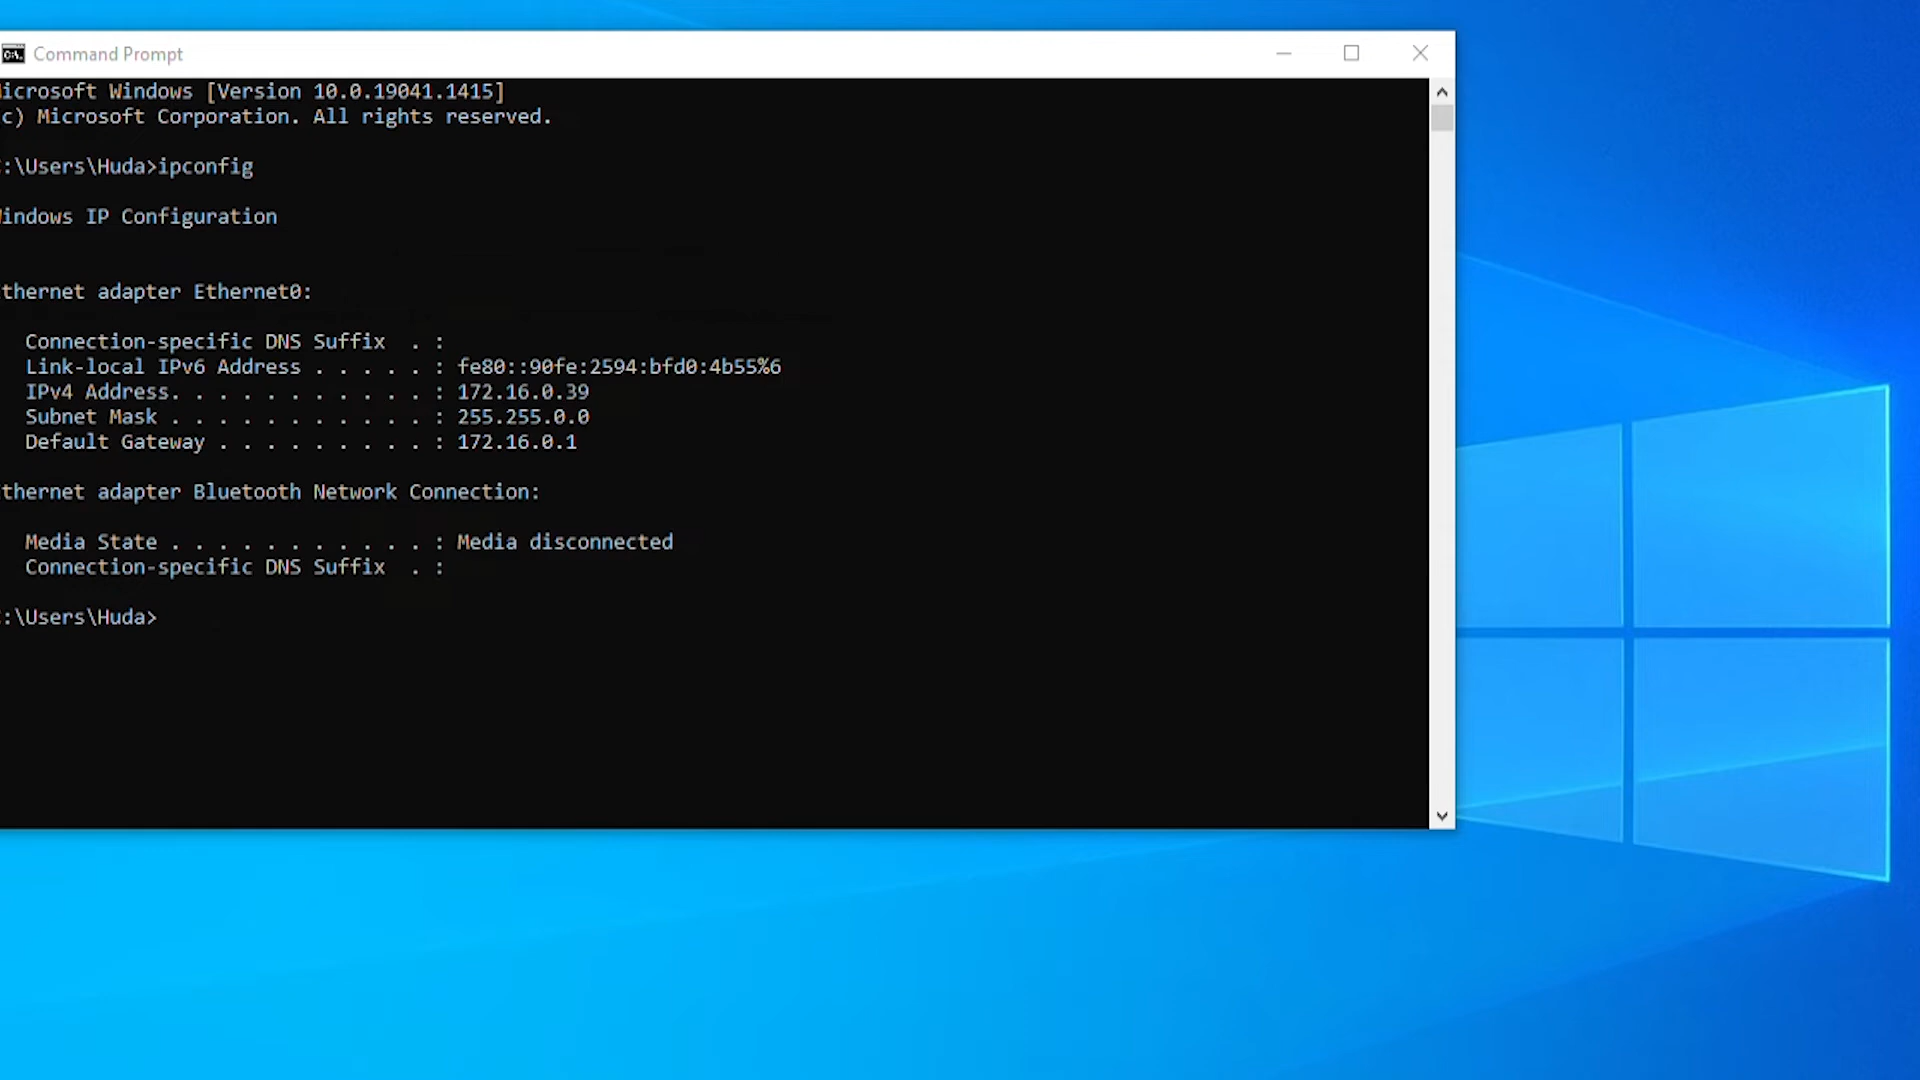 Command Prompt
icrosoft Windows [Version 10.0.19041.1415]
c) Microsoft Corporation. All rights reserved.
:\Users\Huda>ipconfig
indows IP Configuration
thernet adapter Ethernet0:
Connection-specific DNS Suffix . :
Link-local IPv6 Address . . . . . : fe80::90fe:2594:bfd0:4b55%6
IPv4 Address. . . . . . . . . . . : 172.16.0.39
Subnet Mask . . . . . . . . . . . : 255.255.0.0
Default Gateway . . . . . . . . . : 172.16.0.1
thernet adapter Bluetooth Network Connection:
Media State . . . . . . . . . . . : Media disconnected
Connection-specific DNS Suffix . :
:\Users\Huda>